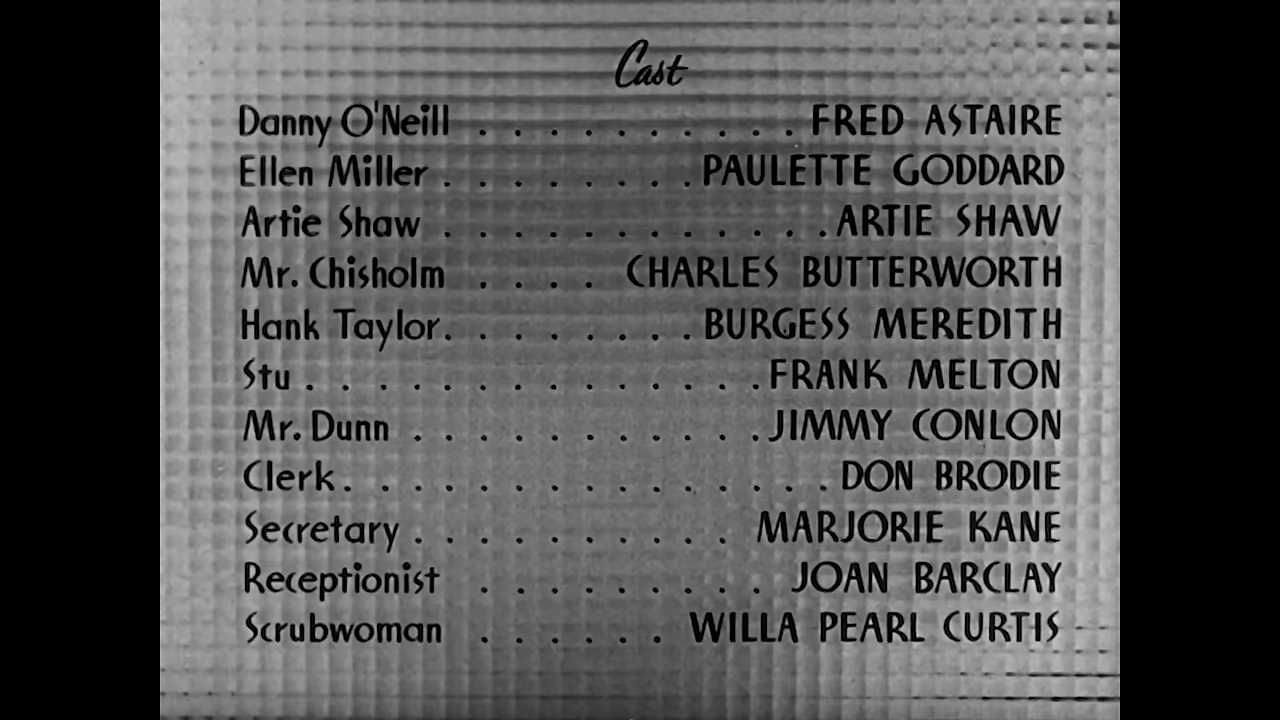 Cast
Danny O'Neill . . . . . . . . . . FRED ASTAIRE
Ellen Miller . . . . . . . . PAULETTE GODDARD
Artie Shaw . . . . . . . . . . . . ARTIE SHAW
Mr. Chisholm . . . . CHARLES BUTTERWORTH
Hank Taylor . . . . . . . . BURGESS MEREDITH
Stu . . . . . . . . . . . . . . FRANK MELTON
Mr. Dunn . . . . . . . . . . . JIMMY CONLON
Clerk . . . . . . . . . . . . . . . DON BRODIE
Secretary . . . . . . . . . . MARJORIE KANE
Receptionist . . . . . . . . . JOAN BARCLAY
Scrubwoman . . . . . . WILLA PEARL CURTIS